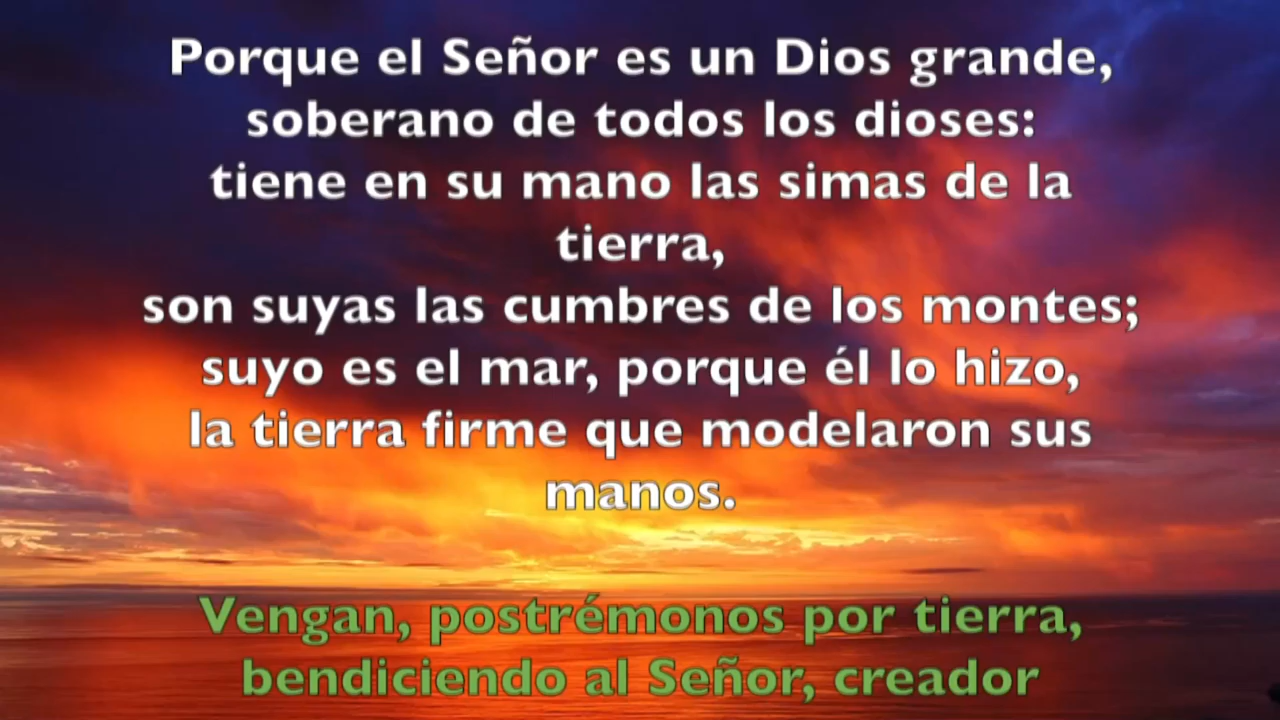 Porque el Señor es un Dios grande,
soberano de todos los dioses:
tiene en su mano las simas de la
tierra,
son suyas las cumbres de los montes;
suyo es el mar, porque él lo hizo,
la tierra firme que modelaron sus
manos.
Vengan, postrémonos por tierra,
bendiciendo al Señor, creador